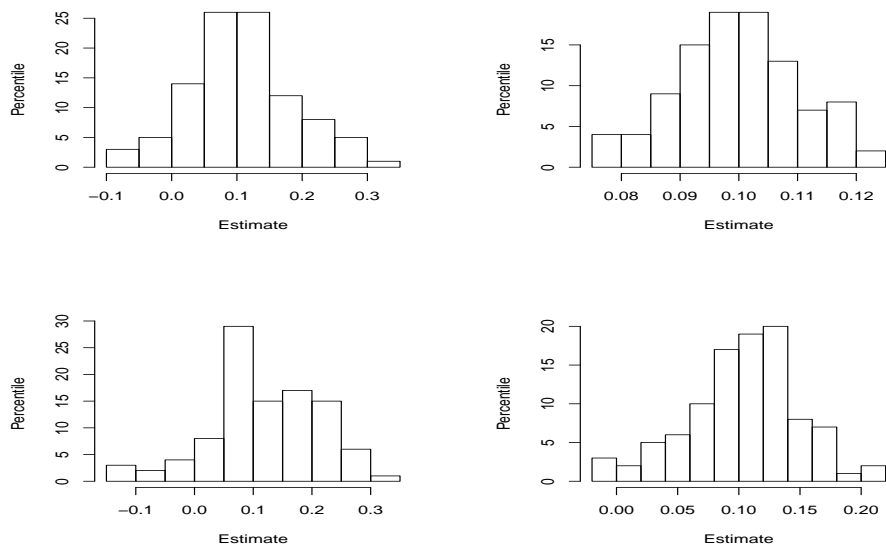 Percentile
0 5 10 15 20 25
−0.1 0.0 0.1 0.2 0.3
Estimate
Percentile
0 5 10 15
0.08 0.09 0.10 0.11 0.12
Estimate
Percentile
0 5 10 15 20 25 30
−0.1 0.0 0.1 0.2 0.3
Estimate
Percentile
0 5 10 15 20
0.00 0.05 0.10 0.15 0.20
Estimate